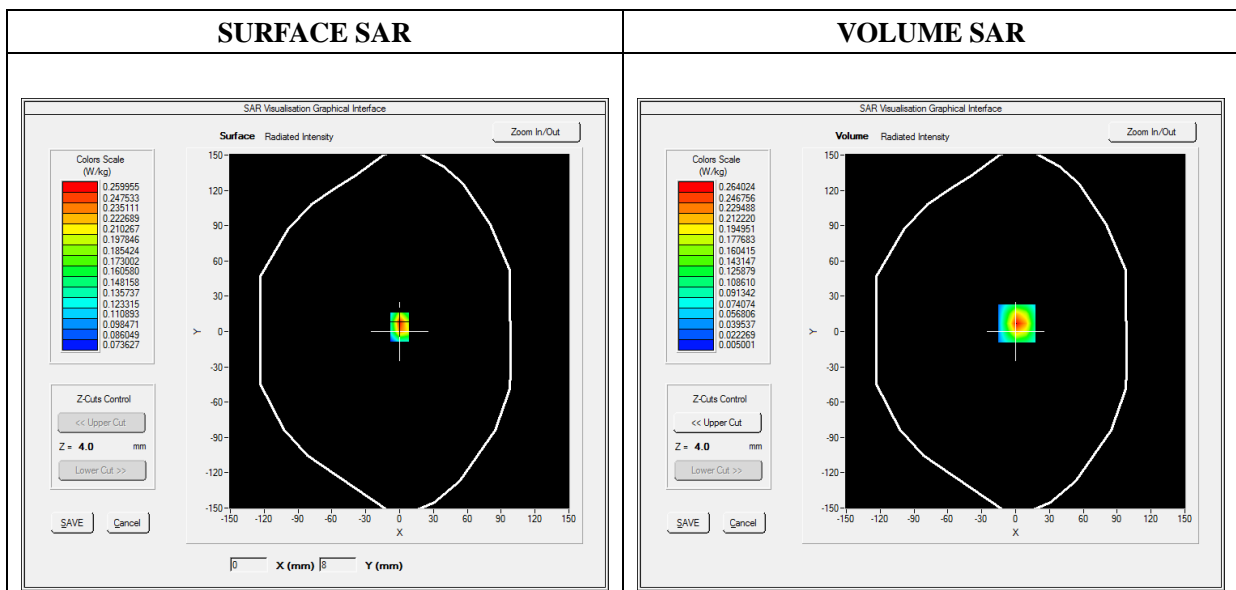 SURFACE SAR
VOLUME SAR
SAR Visualisation Graphical Interface
Surface Radiated Intensity
Zoom In/Out
Colors Scale
(W/kg)
0.259955
0.247533
0.235111
0.222689
0.210267
0.197846
0.185424
0.173002
0.160580
0.148158
0.135737
0.123315
0.110893
0.098471
0.086049
0.073627
150
120
90
60
30
0
-30
-60
-90
-120
-150
Y
-150 -120 -90 -60 -30 0 30 60 90 120 150
X
Z-Cuts Control
<< Upper Cut
Z = 4.0 mm
Lower Cut >>
SAVE Cancel
0 X (mm) 8 Y (mm)
SAR Visualisation Graphical Interface
Volume Radiated Intensity
Zoom In/Out
Colors Scale
(W/kg)
0.264024
0.246756
0.229488
0.212220
0.194951
0.177683
0.160415
0.143147
0.125879
0.108610
0.091342
0.074074
0.056806
0.039537
0.022269
0.005001
150
120
90
60
30
0
-30
-60
-90
-120
-150
Y
-150 -120 -90 -60 -30 0 30 60 90 120 150
X
Z-Cuts Control
<< Upper Cut
Z = 4.0 mm
Lower Cut >>
SAVE Cancel